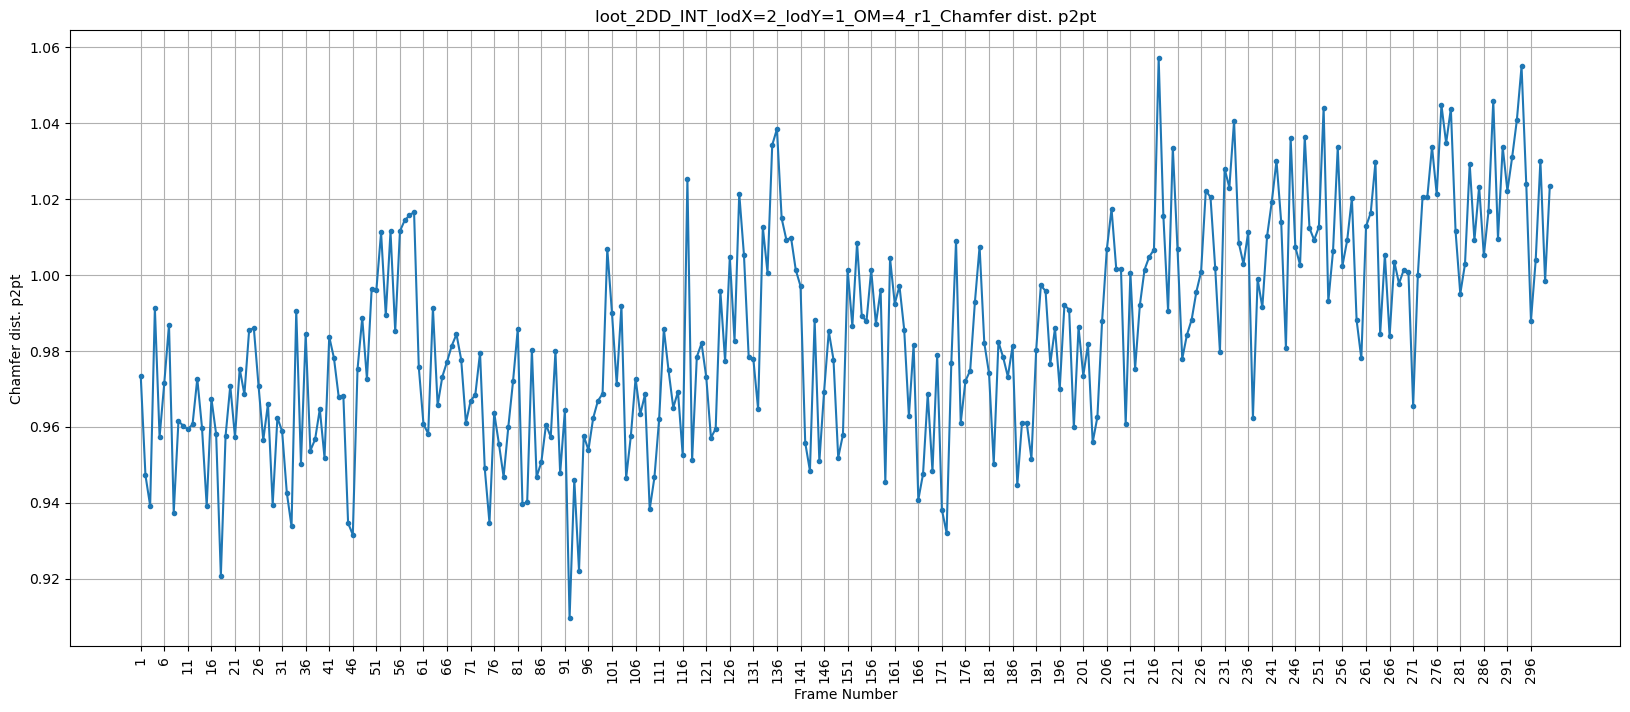 loot_2DD_INT_lodX=2_lodY=1_OM=4_r1_Chamfer dist. p2pt
1.06
1.04
1.02
1.00
0.98
0.96
0.94
0.92
Chamfer dist. p2pt
1 6 11 16 21 26 31 36 41 46 51 56 61 66 71 76 81 86 91 96 101 106 111 116 121 126 131 136 141 146 151 156 161 166 171 176 181 186 191 196 201 206 211 216 221 226 231 236 241 246 251 256 261 266 271 276 281 286 291 296
Frame Number